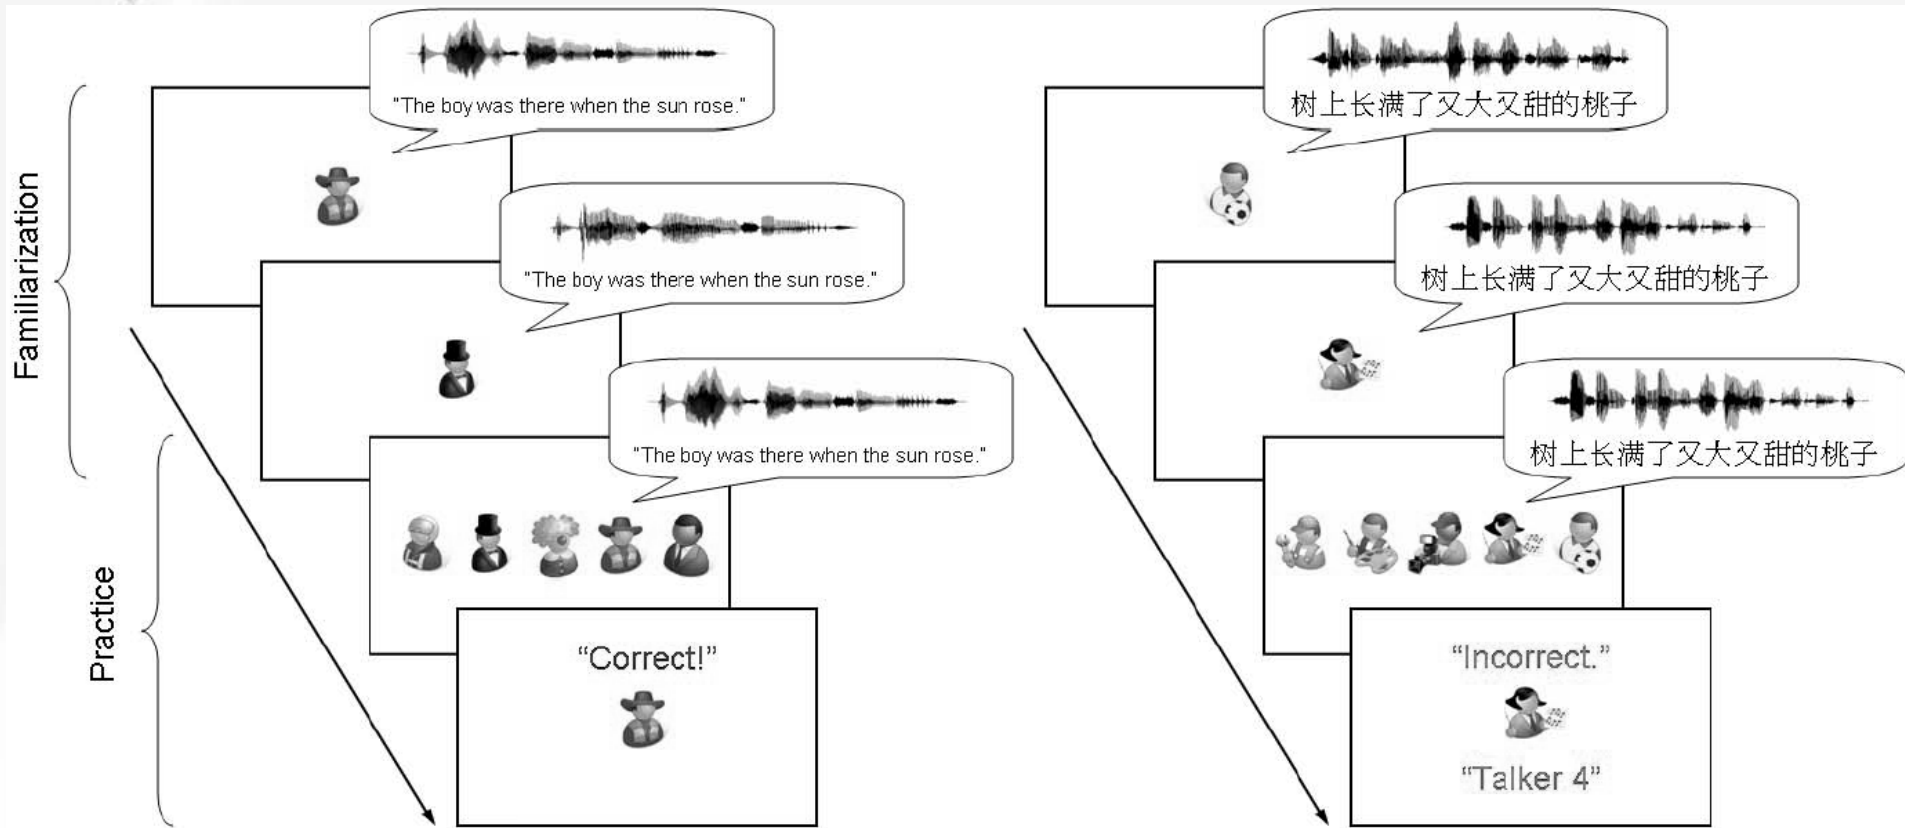 Familiarization
"The boy was there when the sun rose."
"The boy was there when the sun rose."
Practice
"The boy was there when the sun rose."
“Correct!”
树上长满了又大又甜的桃子
树上长满了又大又甜的桃子
树上长满了又大又甜的桃子
“Incorrect.”
“Talker 4”